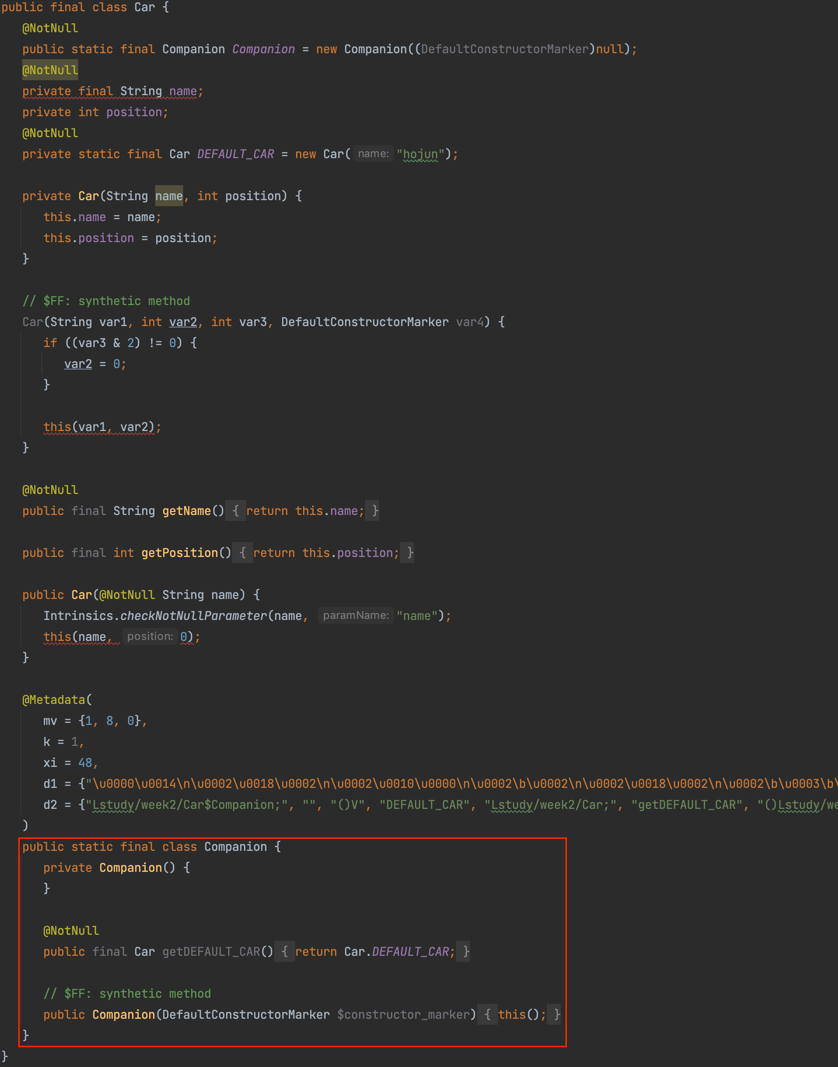 public final class Car {
@NotNull
public static final Companion Companion = new Companion((DefaultConstructorMarker)null);
@NotNull
private final String name;
private int position;
@NotNull
private static final Car DEFAULT_CAR = new Car( name: "hojun");
private Car(String name, int position) {
this.name = name;
this.position = position;
}
// $FF: synthetic method
Car(String var1, int var2, int var3, DefaultConstructorMarker var4) {
if ((var3 & 2) != 0) {
var2 = 0;
}
this(var1, var2);
}
@NotNull
public final String getName() { return this.name; }
public final int getPosition() { return this.position; }
public Car(@NotNull String name) {
Intrinsics.checkNotNullParameter(name, paramName: "name");
this(name, position: 0);
}
@Metadata(
mv = {1, 8, 0},
k = 1,
xi = 48,
d1 = {"\u0000\u0014\n\u0002\u0018\u0002\n\u0002\u0010\u0000\n\u0002\b\u0002\n\u0002\u0018\u0002\n\u0002\b\u0003\b\
d2 = {"Lstudy/week2/Car$Companion;", "", "()V", "DEFAULT_CAR", "Lstudy/week2/Car;", "getDEFAULT_CAR", "()Lstudy/we
)
public static final class Companion {
private Companion() {
}
@NotNull
public final Car getDEFAULT_CAR() { return Car.DEFAULT_CAR; }
// $FF: synthetic method
public Companion(DefaultConstructorMarker $constructor_marker) { this(); }
}
}